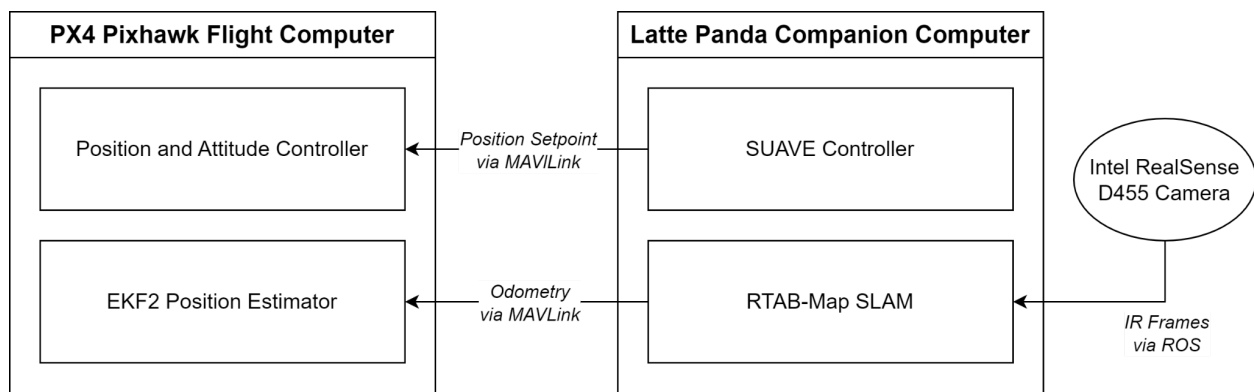 PX4 Pixhawk Flight Computer
Latte Panda Companion Computer
Position and Attitude Controller
Position Setpoint
via MAVILink
SUAVE Controller
Intel RealSense
D455 Camera
EKF2 Position Estimator
Odometry
via MAVLink
RTAB-Map SLAM
IR Frames
via ROS